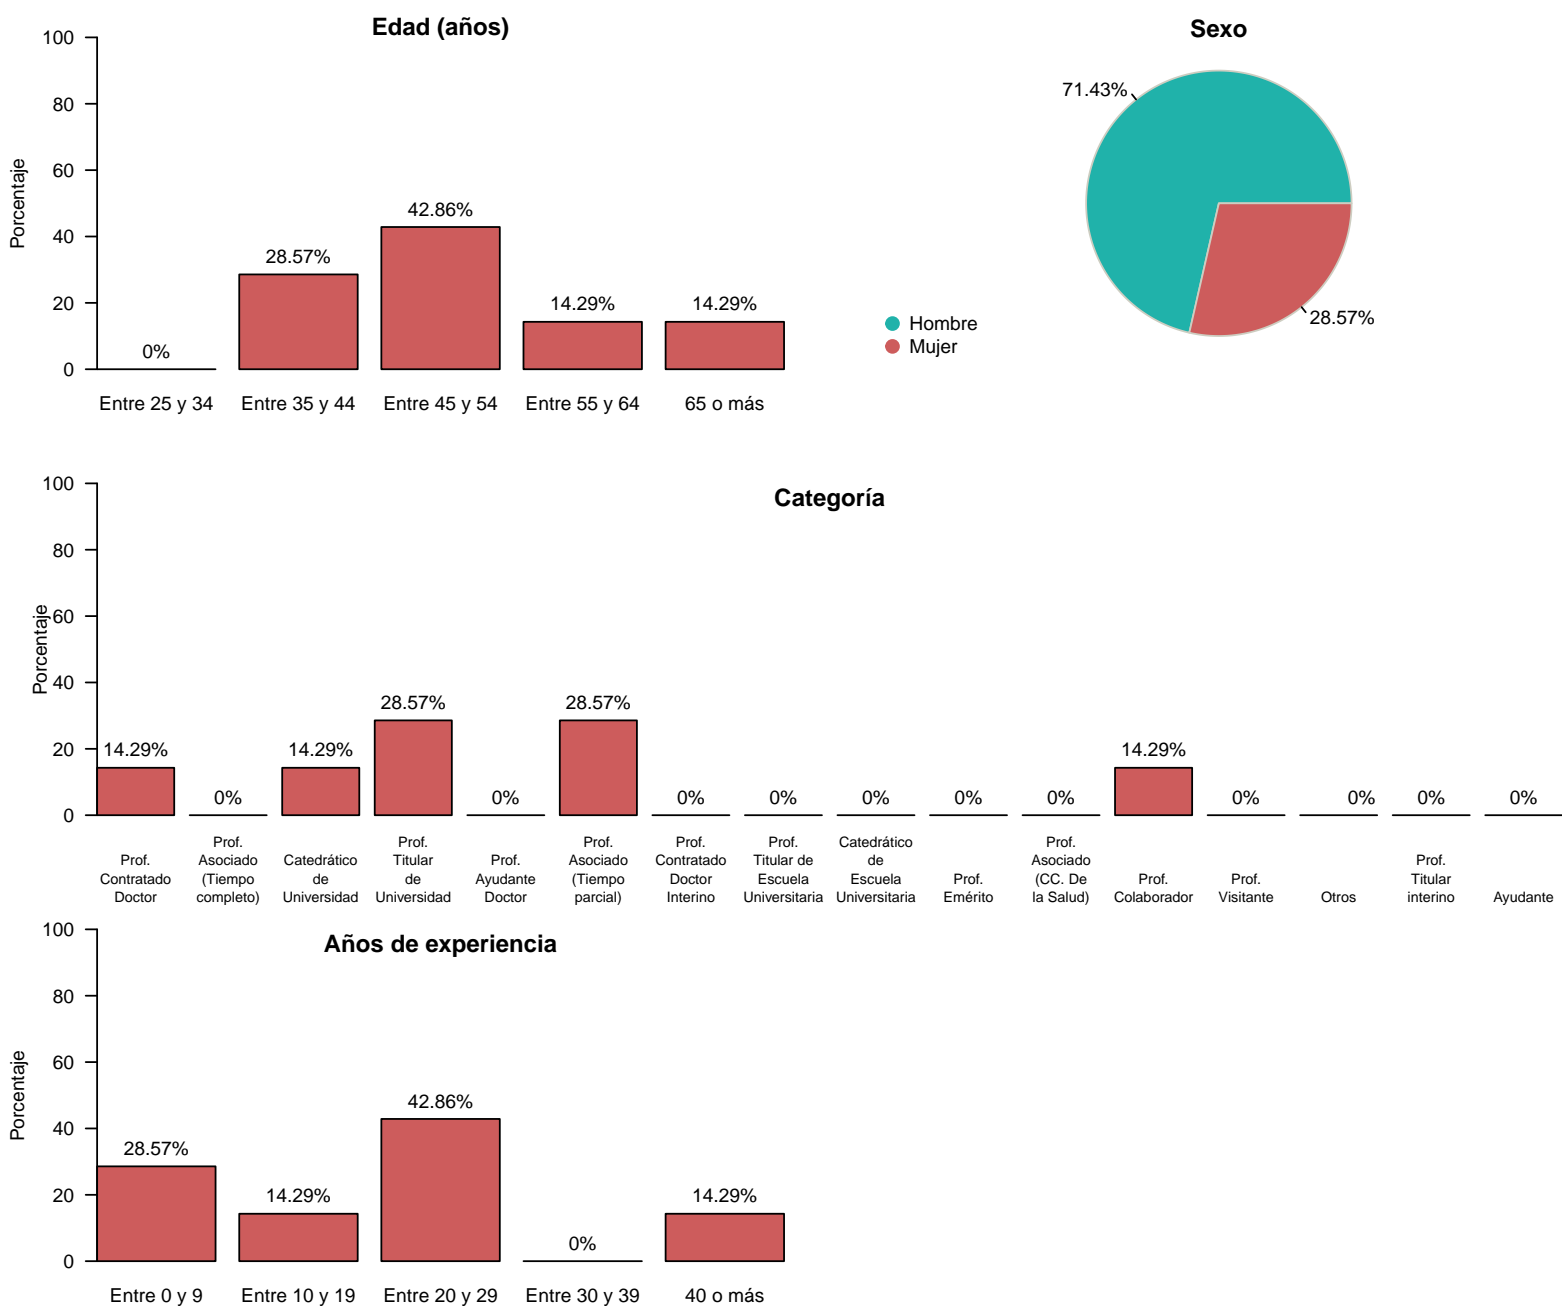 Edad (años)
Porcentaje
100
80
60
40
20
0
0%
28.57%
42.86%
14.29%
14.29%
Entre 25 y 34
Entre 35 y 44
Entre 45 y 54
Entre 55 y 64
65 o más
Sexo
71.43%
28.57%
Hombre
Mujer
Categoría
Porcentaje
100
80
60
40
20
0
14.29%
0%
14.29%
28.57%
0%
28.57%
0%
0%
0%
0%
0%
14.29%
0%
0%
0%
0%
Prof.
Contratado
Doctor
Prof.
Asociado
(Tiempo
completo)
Catedrático
de
Universidad
Prof.
Titular
de
Universidad
Prof.
Ayudante
Doctor
Prof.
Asociado
(Tiempo
parcial)
Prof.
Contratado
Doctor
Interino
Prof.
Titular de
Escuela
Universitaria
Catedrático
de
Escuela
Universitaria
Prof.
Emérito
Prof.
Asociado
(CC. De
la Salud)
Prof.
Colaborador
Prof.
Visitante
Otros
Prof.
Titular
interino
Ayudante
Años de experiencia
Porcentaje
100
80
60
40
20
0
28.57%
14.29%
42.86%
0%
14.29%
Entre 0 y 9
Entre 10 y 19
Entre 20 y 29
Entre 30 y 39
40 o más